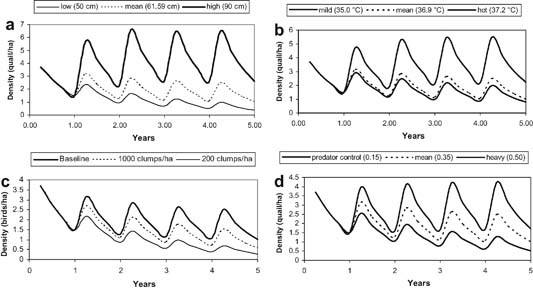 low (50 cm) mean (61.59 cm) high (90 cm)
a
Density (quail/ha)
7
6
5
4
3
2
1
0
0.00 1.00 2.00 3.00 4.00 5.00
Years
mild (35.0 °C) mean (36.9 °C) hot (37.2 °C)
b
Density (quail/ha)
6
5
4
3
2
1
0
0.00 1.00 2.00 3.00 4.00 5.00
Years
Baseline 1000 clumps/ha 200 clumps/ha
c
Density (birds/ha)
4
3.5
3
2.5
2
1.5
1
0.5
0
0 1 2 3 4 5
Years
predator control (0.15) mean (0.35) heavy (0.50)
d
Density (quail/ha)
4.5
4
3.5
3
2.5
2
1.5
1
0.5
0
0 1 2 3 4 5
Years